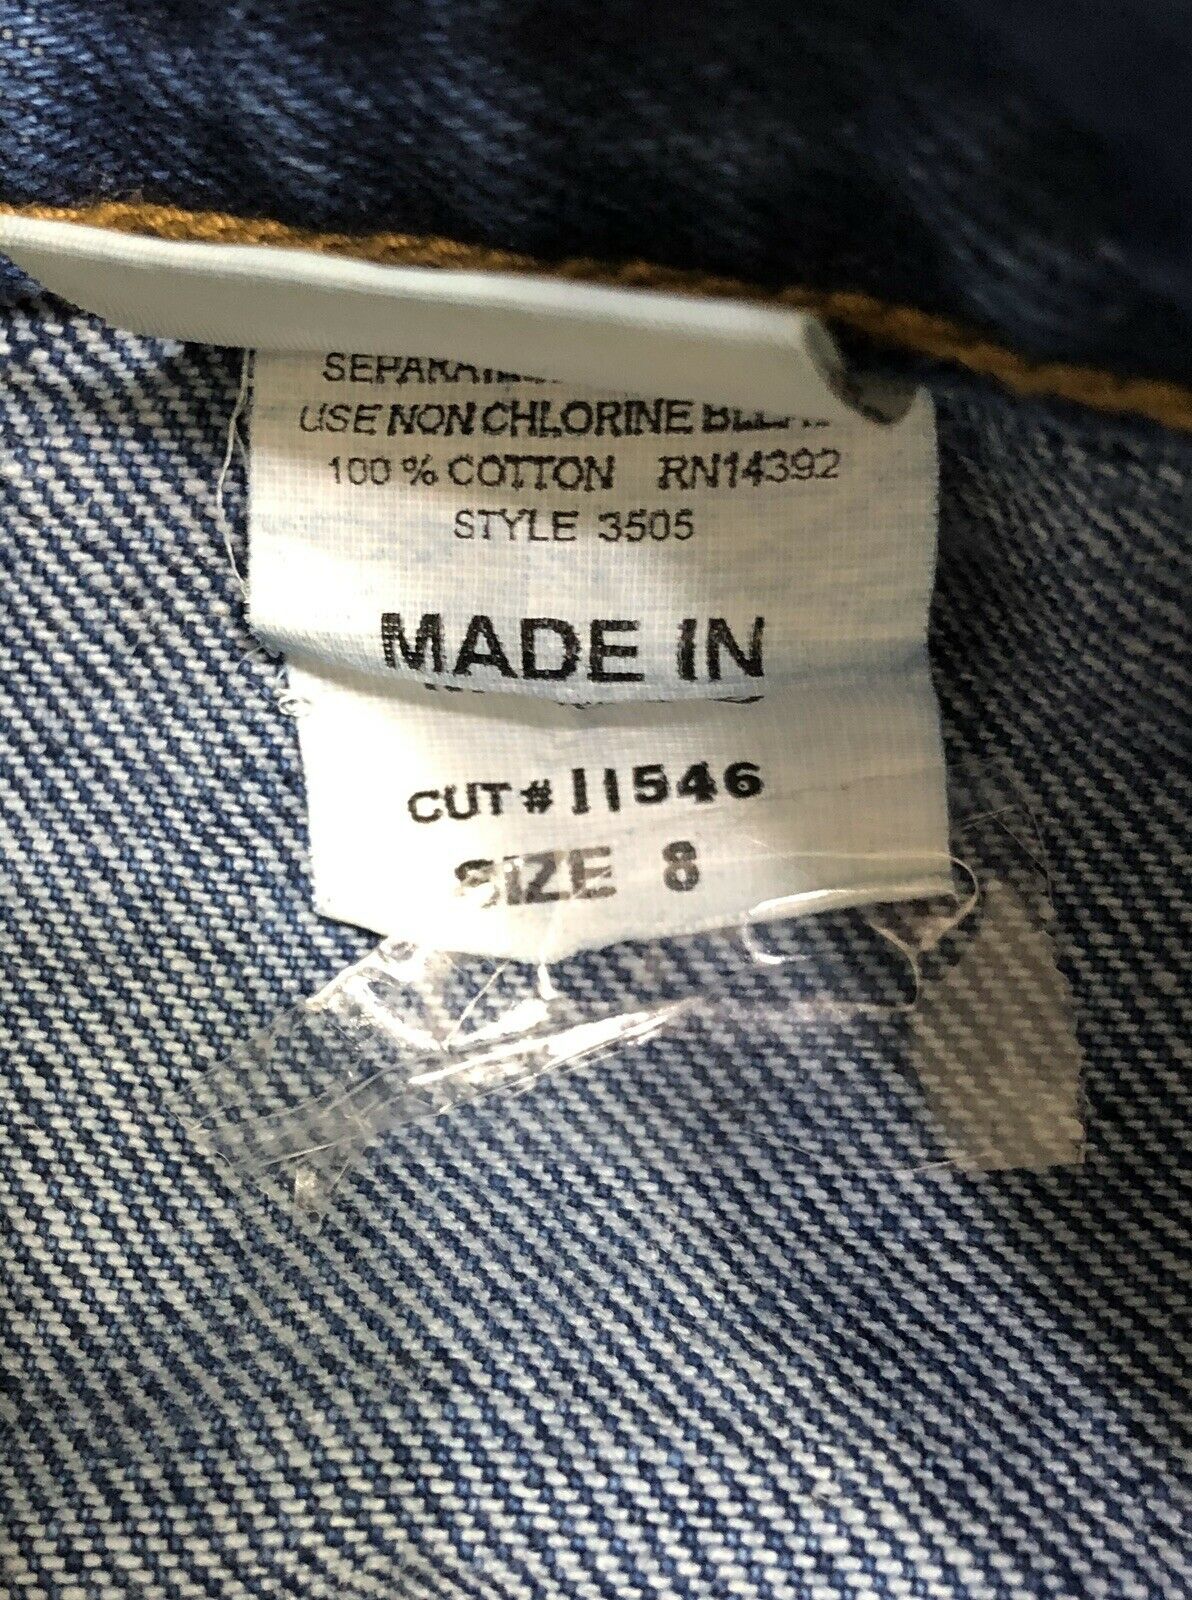 USE NON CHLORINE
100 % COTTON RN14392
STYLE 3505
MADE IN
CUT # 11546
SIZE 8